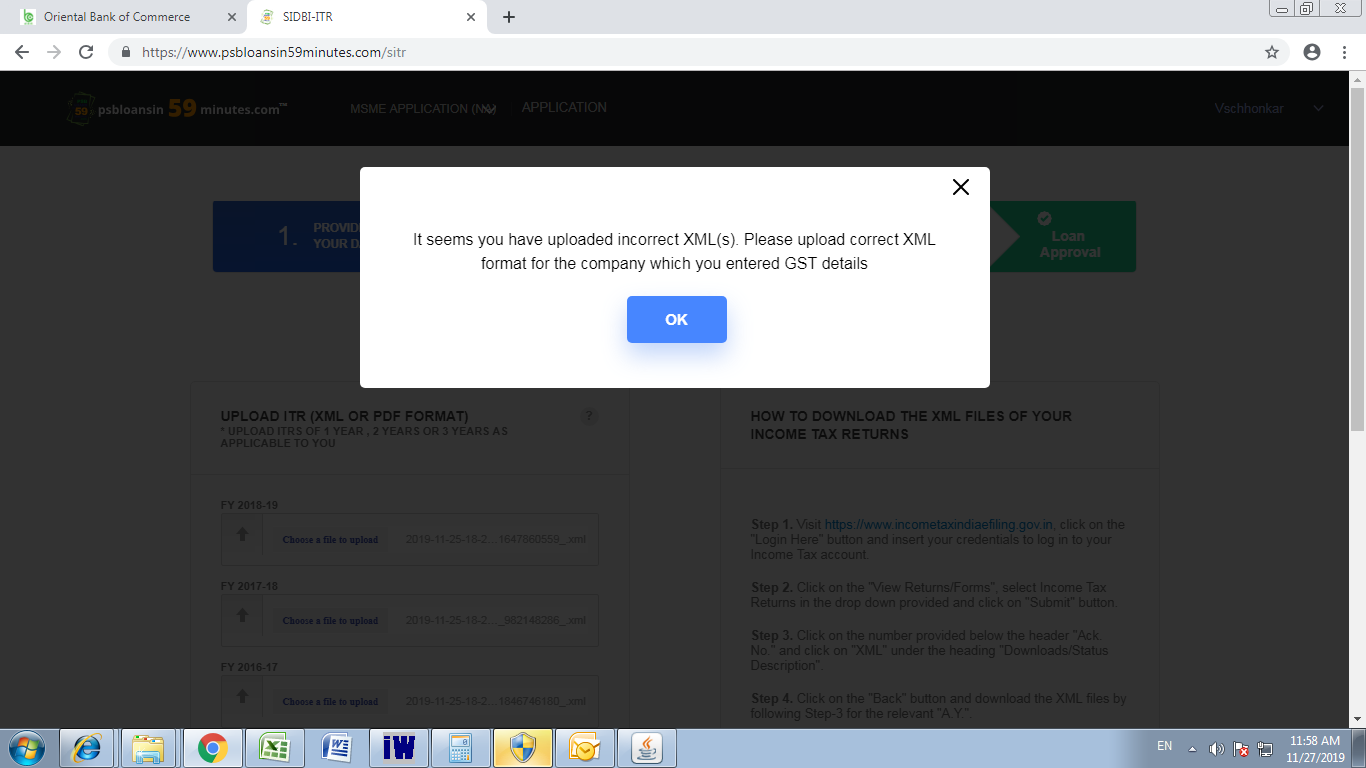 Oriental Bank of Commerce
SIDBI-ITR
https://www.psbloansin59minutes.com/sitr
59
psbloansin 59 minutes.com™
MSME APPLICATION
APPLICATION
Vschhonkar
1.
PROVID
YOUR DA
Loan
Approval
It seems you have uploaded incorrect XML(s). Please upload correct XML
format for the company which you entered GST details
OK
UPLOAD ITR (XML OR PDF FORMAT)
?
* UPLOAD ITRS OF 1 YEAR , 2 YEARS OR 3 YEARS AS
APPLICABLE TO YOU
FY 2018-19
Choose a file to upload
2019-11-25-18-2....1647860559_.xml
FY 2017-18
Choose a file to upload
2019-11-25-18-2...._982148286_.xml
FY 2016-17
Choose a file to upload
2019-11-25-18-2....1846746180_.xml
HOW TO DOWNLOAD THE XML FILES OF YOUR
INCOME TAX RETURNS
Step 1. Visit https://www.incometaxindiaefiling.gov.in, click on the
"Login Here" button and insert your credentials to log in to your
Income Tax account.
Step 2. Click on the "View Returns/Forms", select Income Tax
Returns in the drop down provided and click on "Submit" button.
Step 3. Click on the number provided below the header "Ack.
No." and click on "XML" under the heading "Downloads/Status
Description".
Step 4. Click on the "Back" button and download the XML files by
following Step-3 for the relevant "A.Y.".
iW
EN
11:58 AM
11/27/2019